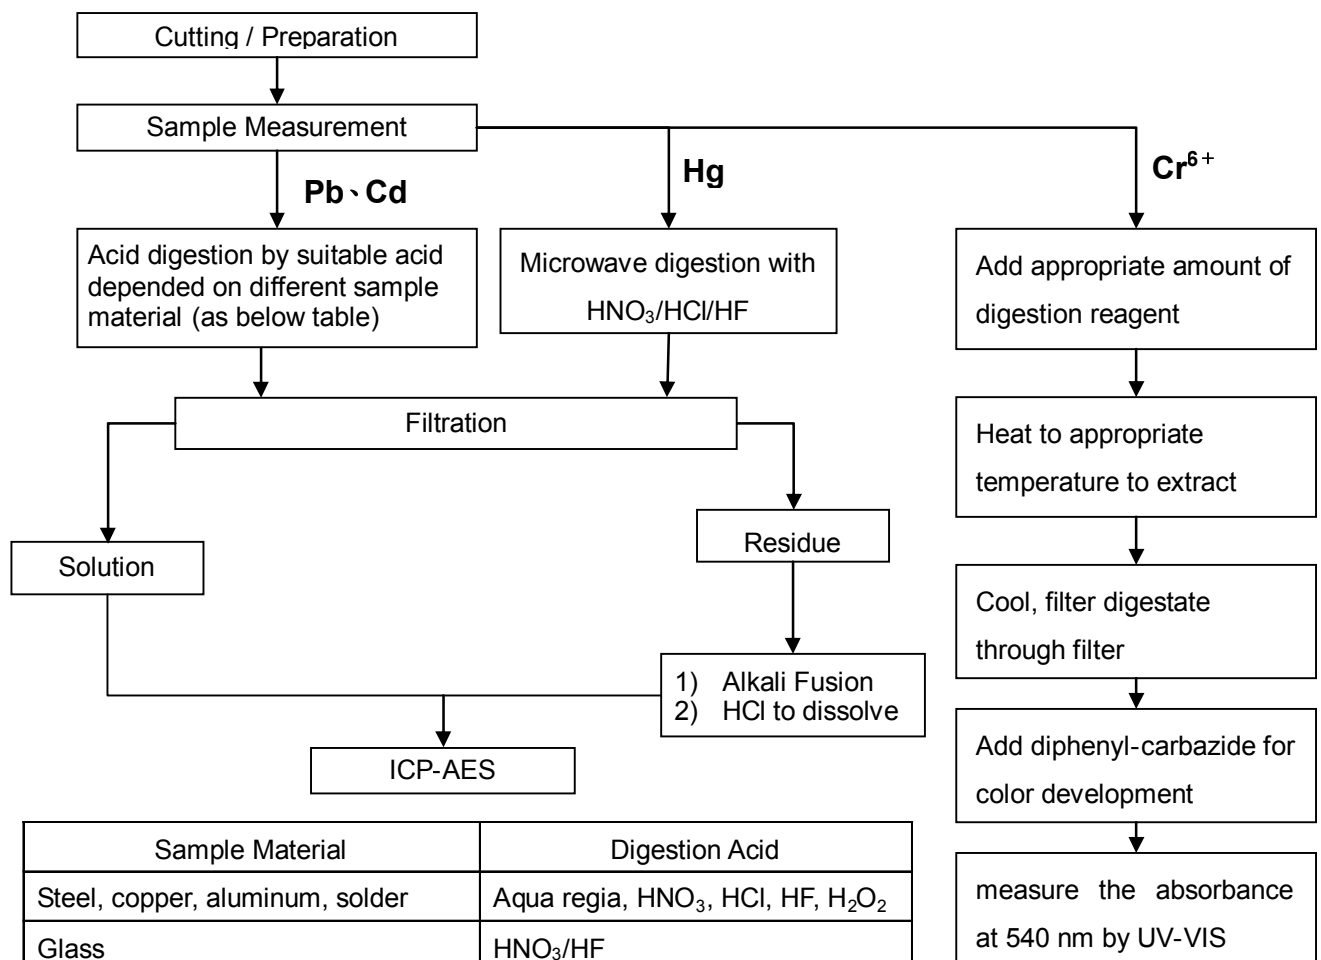 Cutting / Preparation
Sample Measurement
Pb、Cd
Hg
Cr⁶⁺
Acid digestion by suitable acid
depended on different sample
material (as below table)
Microwave digestion with
HNO₃/HCl/HF
Add appropriate amount of
digestion reagent
Filtration
Heat to appropriate
temperature to extract
Solution
Residue
Cool, filter digestate
through filter
1) Alkali Fusion
2) HCl to dissolve
ICP-AES
Add diphenyl-carbazide for
color development
Sample Material Digestion Acid
Steel, copper, aluminum, solder Aqua regia, HNO₃, HCl, HF, H₂O₂
Glass HNO₃/HF
measure the absorbance
at 540 nm by UV-VIS